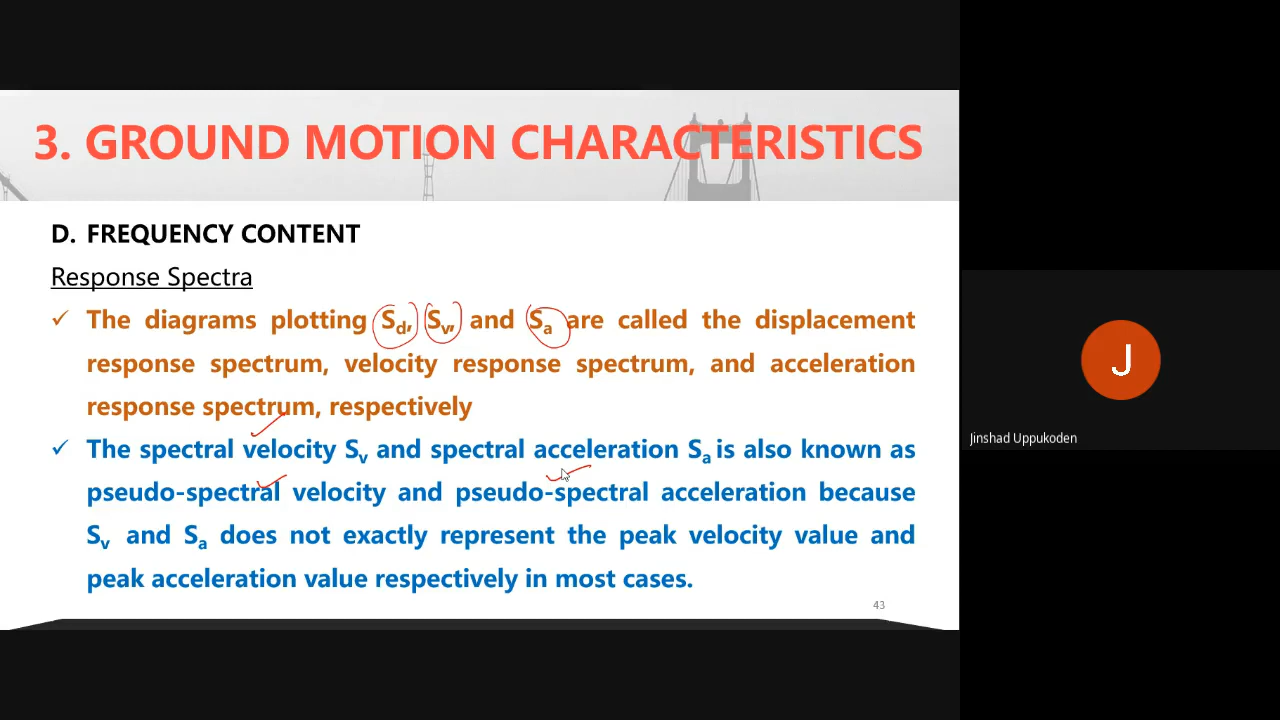 3. GROUND MOTION CHARACTERISTICS
D. FREQUENCY CONTENT
Response Spectra
✓ The diagrams plotting Sd, Sv, and Sa are called the displacement
response spectrum, velocity response spectrum, and acceleration
response spectrum, respectively
✓ The spectral velocity Sv and spectral acceleration Sa is also known as
pseudo-spectral velocity and pseudo-spectral acceleration because
Sv and Sa does not exactly represent the peak velocity value and
peak acceleration value respectively in most cases.
43
J
Jinshad Uppukoden